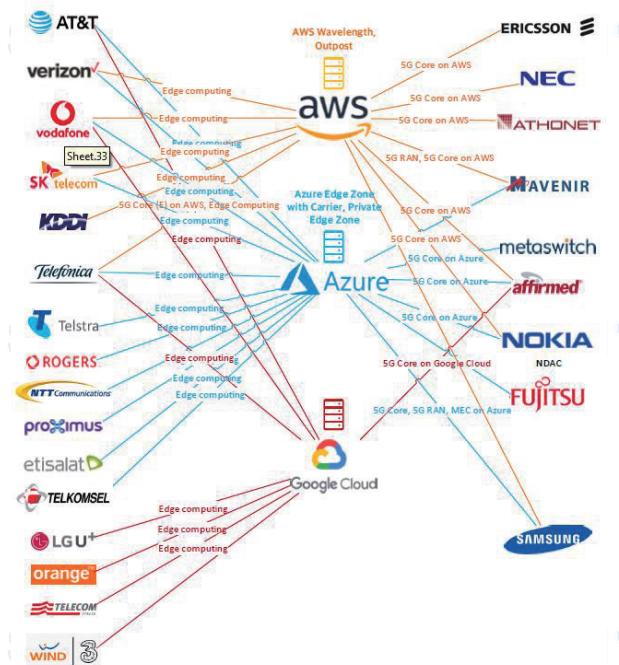 AT&T
verizon
vodafone
Sheet.33
SK telecom
KDDI
Telefónica
Telstra
ROGERS
NTT Communications
proximus
etisalat
TELKOMSEL
LG U+
orange
TELECOM
WIND 3
AWS Wavelength,
Outpost
aws
Azure Edge Zone
with Carrier, Private
Edge Zone
Azure
Google Cloud
Edge computing
Edge computing
Edge computing
Edge computing
Edge computing
Edge computing
5G Core (E) on AWS, Edge Computing
Edge computing
Edge computing
Edge computing
Edge computing
Edge computing
Edge computing
Edge computing
Edge computing
Edge computing
Edge computing
Edge computing
5G Core on AWS
5G Core on AWS
5G Core on AWS
5G RAN, 5G Core on AWS
5G Core on AWS
5G Core on AWS
5G Core on Azure
5G Core on Azure
5G Core on Azure
5G Core on Google Cloud
5G Core, 5G RAN, MEC on Azure
ERICSSON
NEC
ATHONET
MAVENIR
metaswitch
affirmed
NOKIA
NDAC
FUJITSU
SAMSUNG